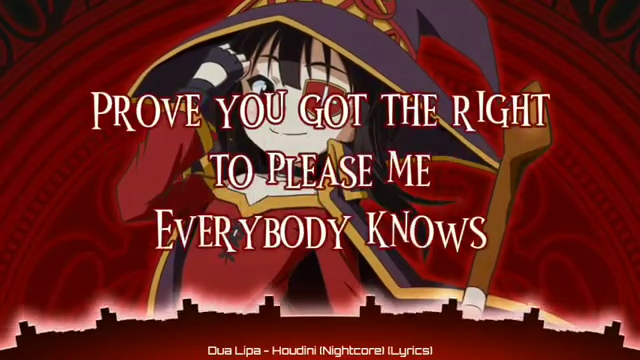 Prove you got the right
to please me
Everybody knows
Dua Lipa - Houdini (Nightcore) (Lyrics)